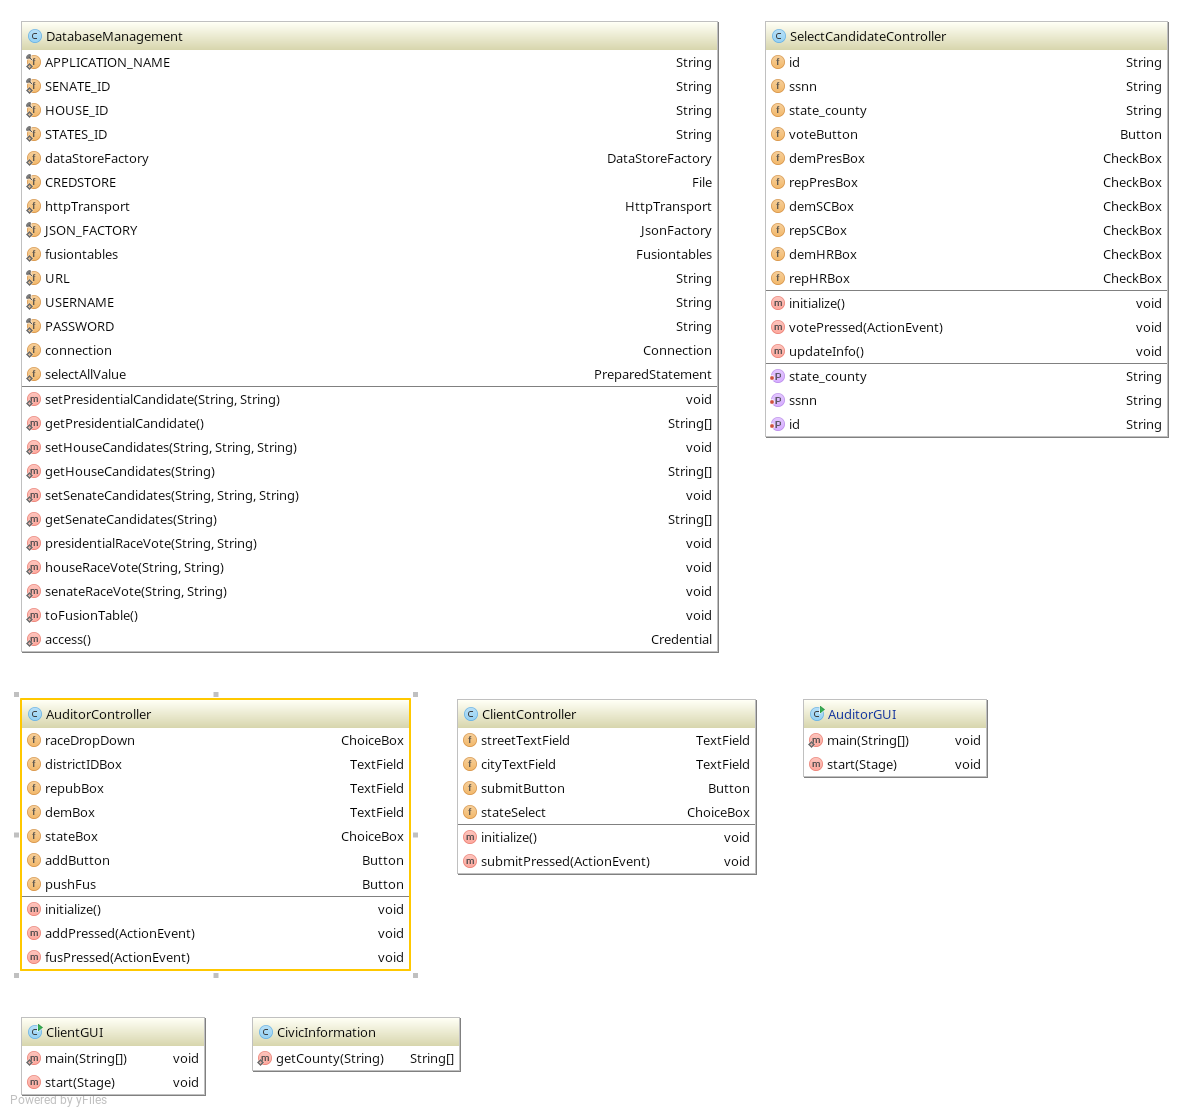 DatabaseManagement
APPLICATION_NAME String
SENATE_ID String
HOUSE_ID String
STATES_ID String
dataStoreFactory DataStoreFactory
CREDSTORE File
httpTransport HttpTransport
JSON_FACTORY JsonFactory
fusiontables Fusiontables
URL String
USERNAME String
PASSWORD String
connection Connection
selectAllValue PreparedStatement
setPresidentialCandidate(String, String) void
getPresidentialCandidate() String[]
setHouseCandidates(String, String, String) void
getHouseCandidates(String) String[]
setSenateCandidates(String, String, String) void
getSenateCandidates(String) String[]
presidentialRaceVote(String, String) void
houseRaceVote(String, String) void
senateRaceVote(String, String) void
toFusionTable() void
access() Credential
SelectCandidateController
id String
ssnn String
state_county String
voteButton Button
demPresBox CheckBox
repPresBox CheckBox
demSCBox CheckBox
repSCBox CheckBox
demHRBox CheckBox
repHRBox CheckBox
initialize() void
votePressed(ActionEvent) void
updateInfo() void
state_county String
ssnn String
id String
AuditorController
raceDropDown ChoiceBox
districtIDBox TextField
repubBox TextField
demBox TextField
stateBox ChoiceBox
addButton Button
pushFus Button
initialize() void
addPressed(ActionEvent) void
fusPressed(ActionEvent) void
ClientController
streetTextField TextField
cityTextField TextField
submitButton Button
stateSelect ChoiceBox
initialize() void
submitPressed(ActionEvent) void
AuditorGUI
main(String[]) void
start(Stage) void
ClientGUI
main(String[]) void
start(Stage) void
CivicInformation
getCounty(String) String[]
Powered by yFiles